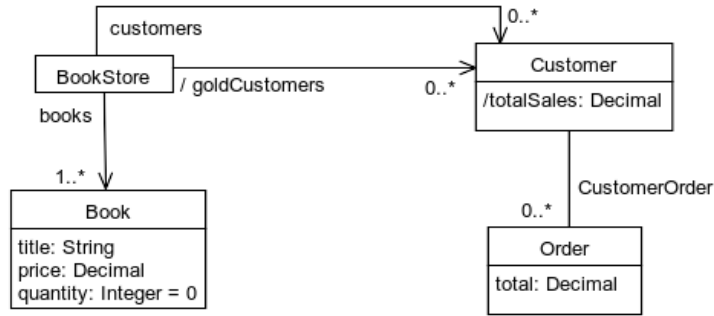 customers
0..*
BookStore
/ goldCustomers
0..*
Customer
/totalSales: Decimal
books
1..*
Book
title: String
price: Decimal
quantity: Integer = 0
CustomerOrder
0..*
Order
total: Decimal